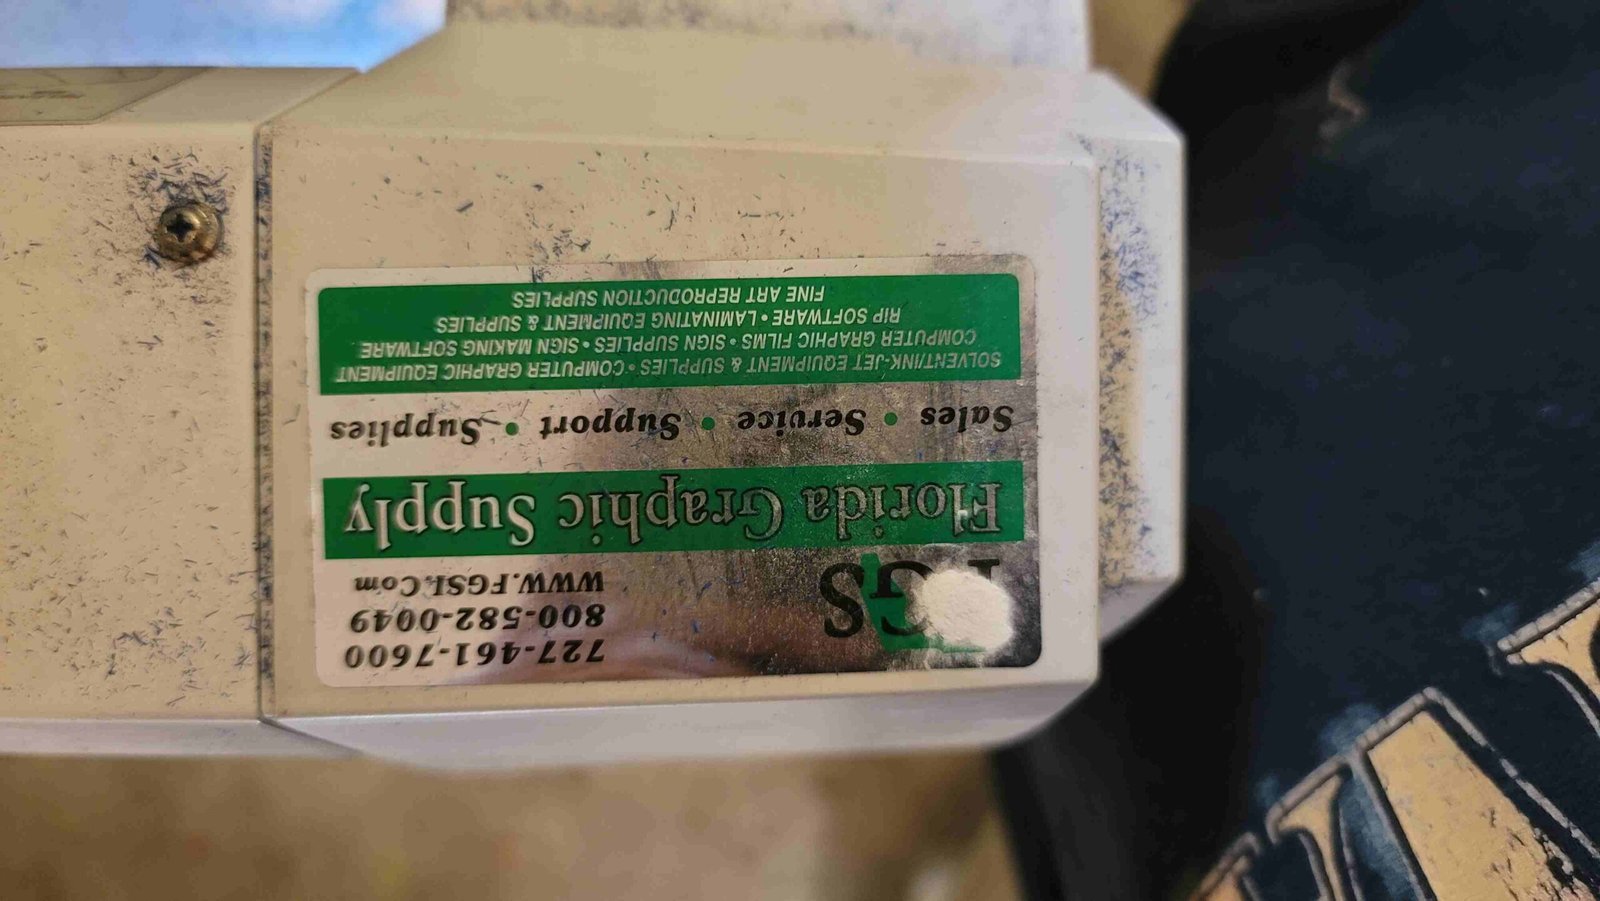 FGS
727-461-7600
800-582-0049
WWW.FGSI.Com
Florida Graphic Supply
Sales • Service • Support • Supplies
SOLVENT/INK-JET EQUIPMENT & SUPPLIES • COMPUTER GRAPHIC EQUIPMENT
COMPUTER GRAPHIC FILMS • SIGN SUPPLIES • SIGN MAKING SOFTWARE
RIP SOFTWARE • LAMINATING EQUIPMENT & SUPPLIES
FINE ART REPRODUCTION SUPPLIES